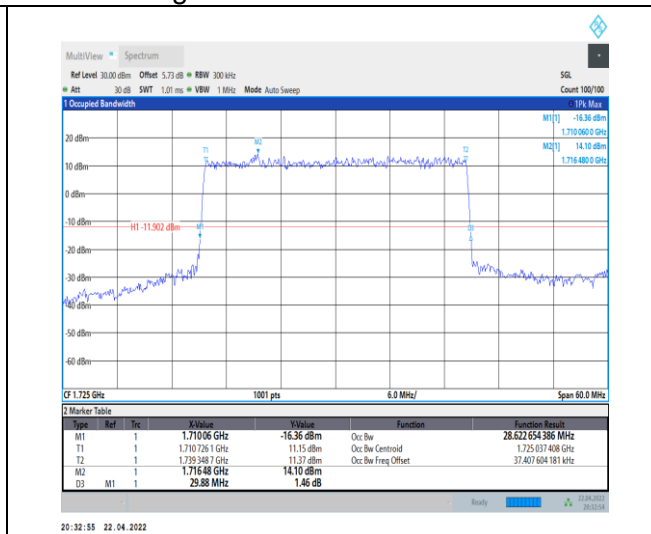 MultiView Spectrum
Ref Level 30.00 dBm Offset 5.73 dB RBW 300 kHz SGL
Att 30 dB SWT 1.01 ms VBW 1 MHz Mode Auto Sweep Count 100/100
1 Occupied Bandwidth 1Pk Max
M1[1] -16.36 dBm
1.710 060 0 GHz
M2[1] 14.10 dBm
1.716 480 0 GHz
20 dBm
M2
T1
T2
10 dBm
0 dBm
-10 dBm
H1 -11.902 dBm
M1
D3
-20 dBm
-30 dBm
-40 dBm
-50 dBm
-60 dBm
CF 1.725 GHz 1001 pts 6.0 MHz/ Span 60.0 MHz
2 Marker Table
Type Ref Trc X-Value Y-Value Function Function Result
M1 1 1.710 06 GHz -16.36 dBm Occ Bw 28.622 654 386 MHz
T1 1 1.710 726 1 GHz 11.15 dBm Occ Bw Centroid 1.725 037 408 GHz
T2 1 1.739 348 7 GHz 11.37 dBm Occ Bw Freq Offset 37.407 604 181 kHz
M2 1 1.716 48 GHz 14.10 dBm
D3 M1 1 29.88 MHz 1.46 dB
Ready 22.04.2022
20:32:54
20:32:55 22.04.2022